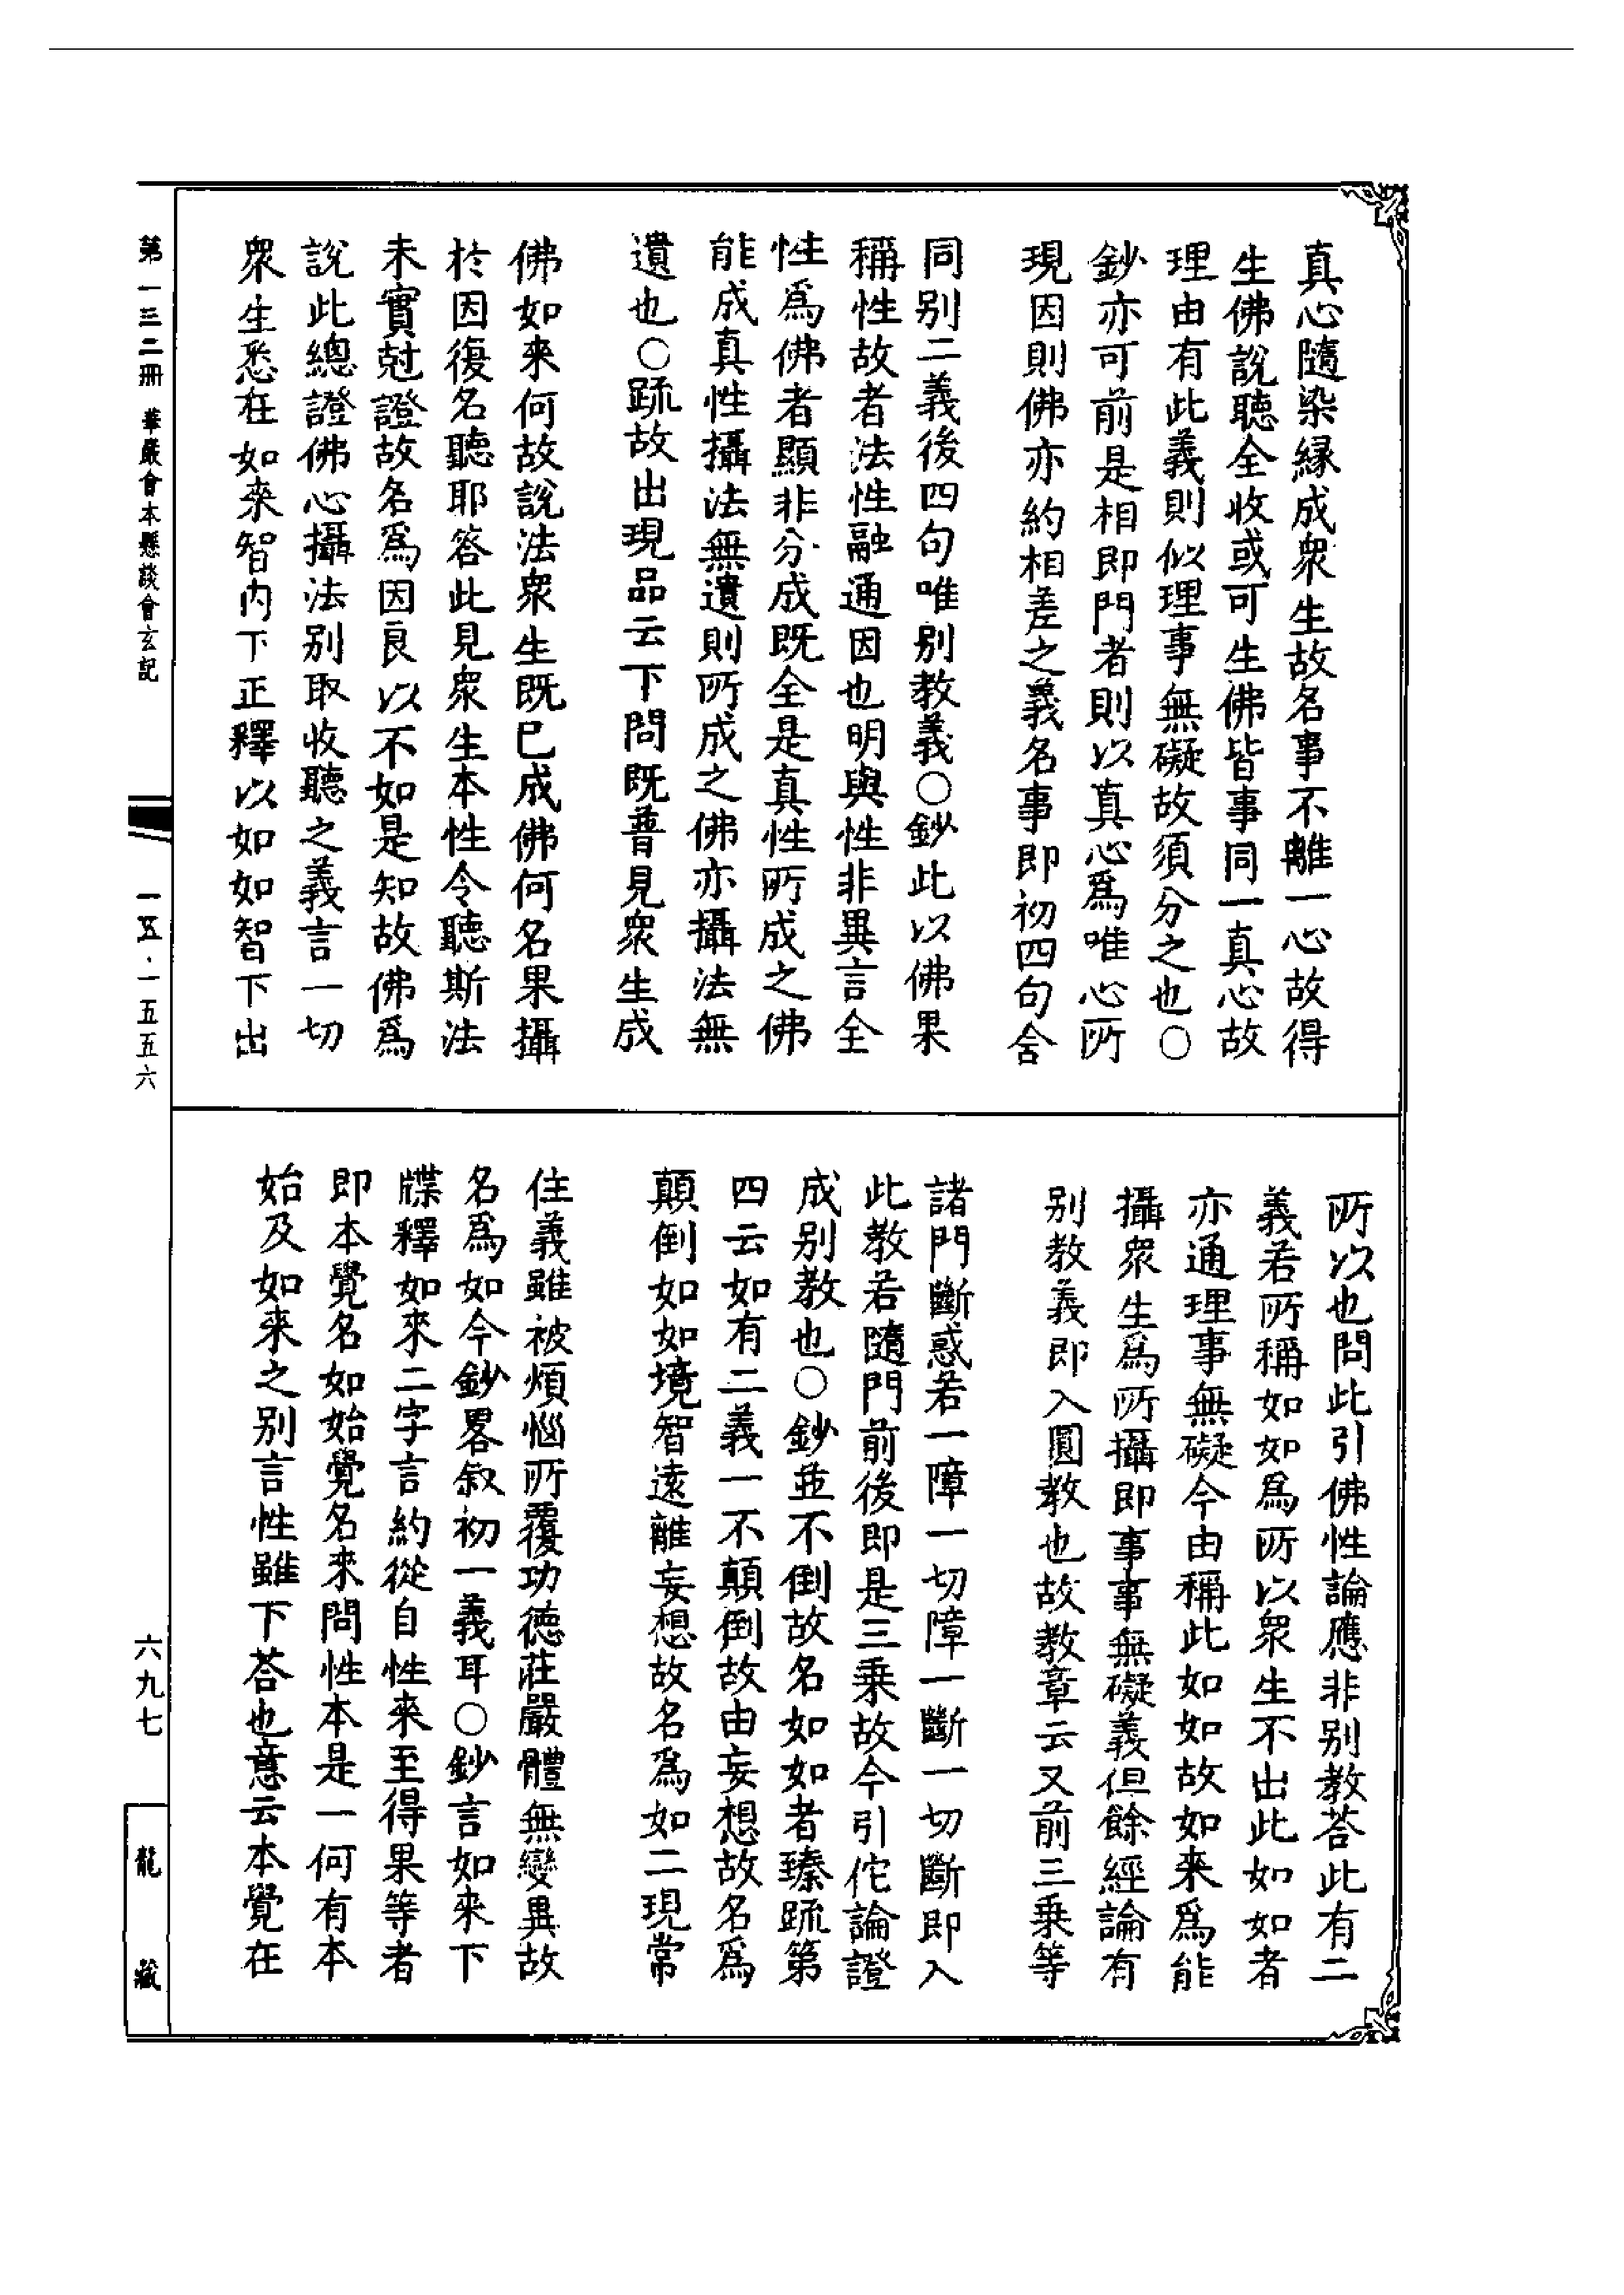 真心隨染緣成衆生故名事不離一心故得
生佛說聽全收或可生佛皆事同一真心故
理由有此義則似理事無礙故須分之也○
鈔亦可前是相即門者則以真心爲唯心所
現因則佛亦約相差之義名事即初四句含
同别二義後四句唯别教義○鈔此以佛果
稱性故者法性融通因也明與性非異言全
性爲佛者顯非分成既全是真性所成之佛
能成真性攝法無遺則所成之佛亦攝法無
遺也○䟽故出現品云下問既普見衆生成
佛如來何故說法衆生既已成佛何名果攝
於因復名聽耶答此見衆生本性令聽斯法
未實尅證故名爲因良以不如是知故佛爲
說此總證佛心攝法别取收聽之義言一切
衆生悉在如來智内下正釋以如如智下出
所以也問此引佛性論應非别教荅此有二
義若所稱如如爲所以衆生不出此如如者
亦通理事無礙今由稱此如如故如来爲能
攝衆生爲所攝即事事無礙義但餘經論有
别教義即入圓教也故教章云又前三乗等
諸門斷惑若一障一切障一斷一切斷即入
此教若隨門前後即是三乗故今引佗論證
成别教也○鈔並不倒故名如如者瑧䟽第
四云如有二義一不顛倒故由妄想故名爲
顛倒如如境智遠離妄想故名爲如二現常
住義雖被煩惱所覆功德莊嚴體無變異故
名爲如今鈔畧叙初一義耳○鈔言如来下
牒釋如來二字言約從自性來至得果等者
即本覺名如始覺名来問性本是一何有本
始及如来之别言性雖下荅也意云本覺在
第一三二冊 華嚴會本懸談會玄記
一五·一五五六
六九七
龍藏